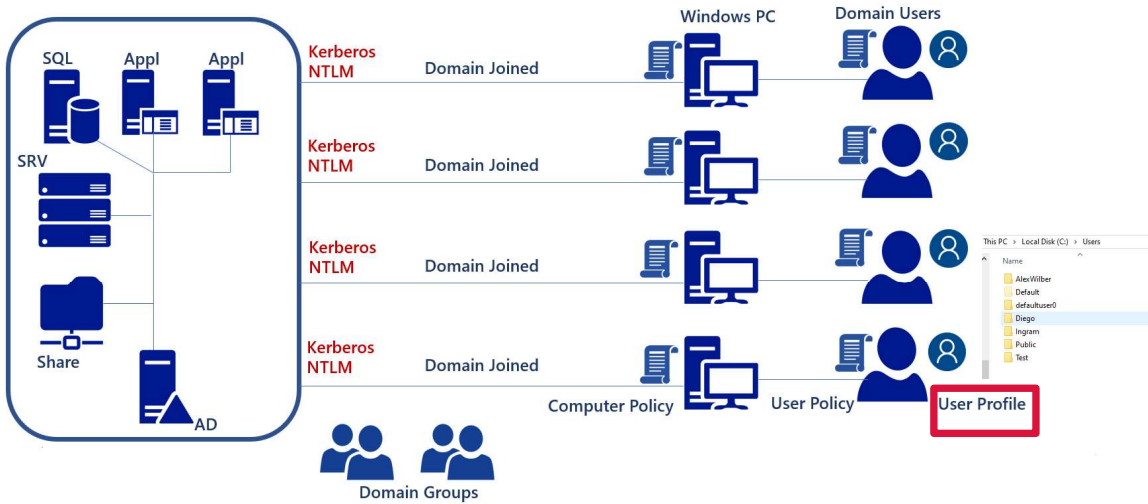 Windows PC
Domain Users
SQL
Appl
Appl
Kerberos
NTLM
Domain Joined
SRV
Kerberos
NTLM
Domain Joined
Kerberos
NTLM
Domain Joined
This PC > Local Disk (C:) > Users
Name
AlexWilber
Default
defaultuser0
Diego
Ingram
Public
Test
Share
Kerberos
NTLM
Domain Joined
AD
Computer Policy
User Policy
User Profile
Domain Groups